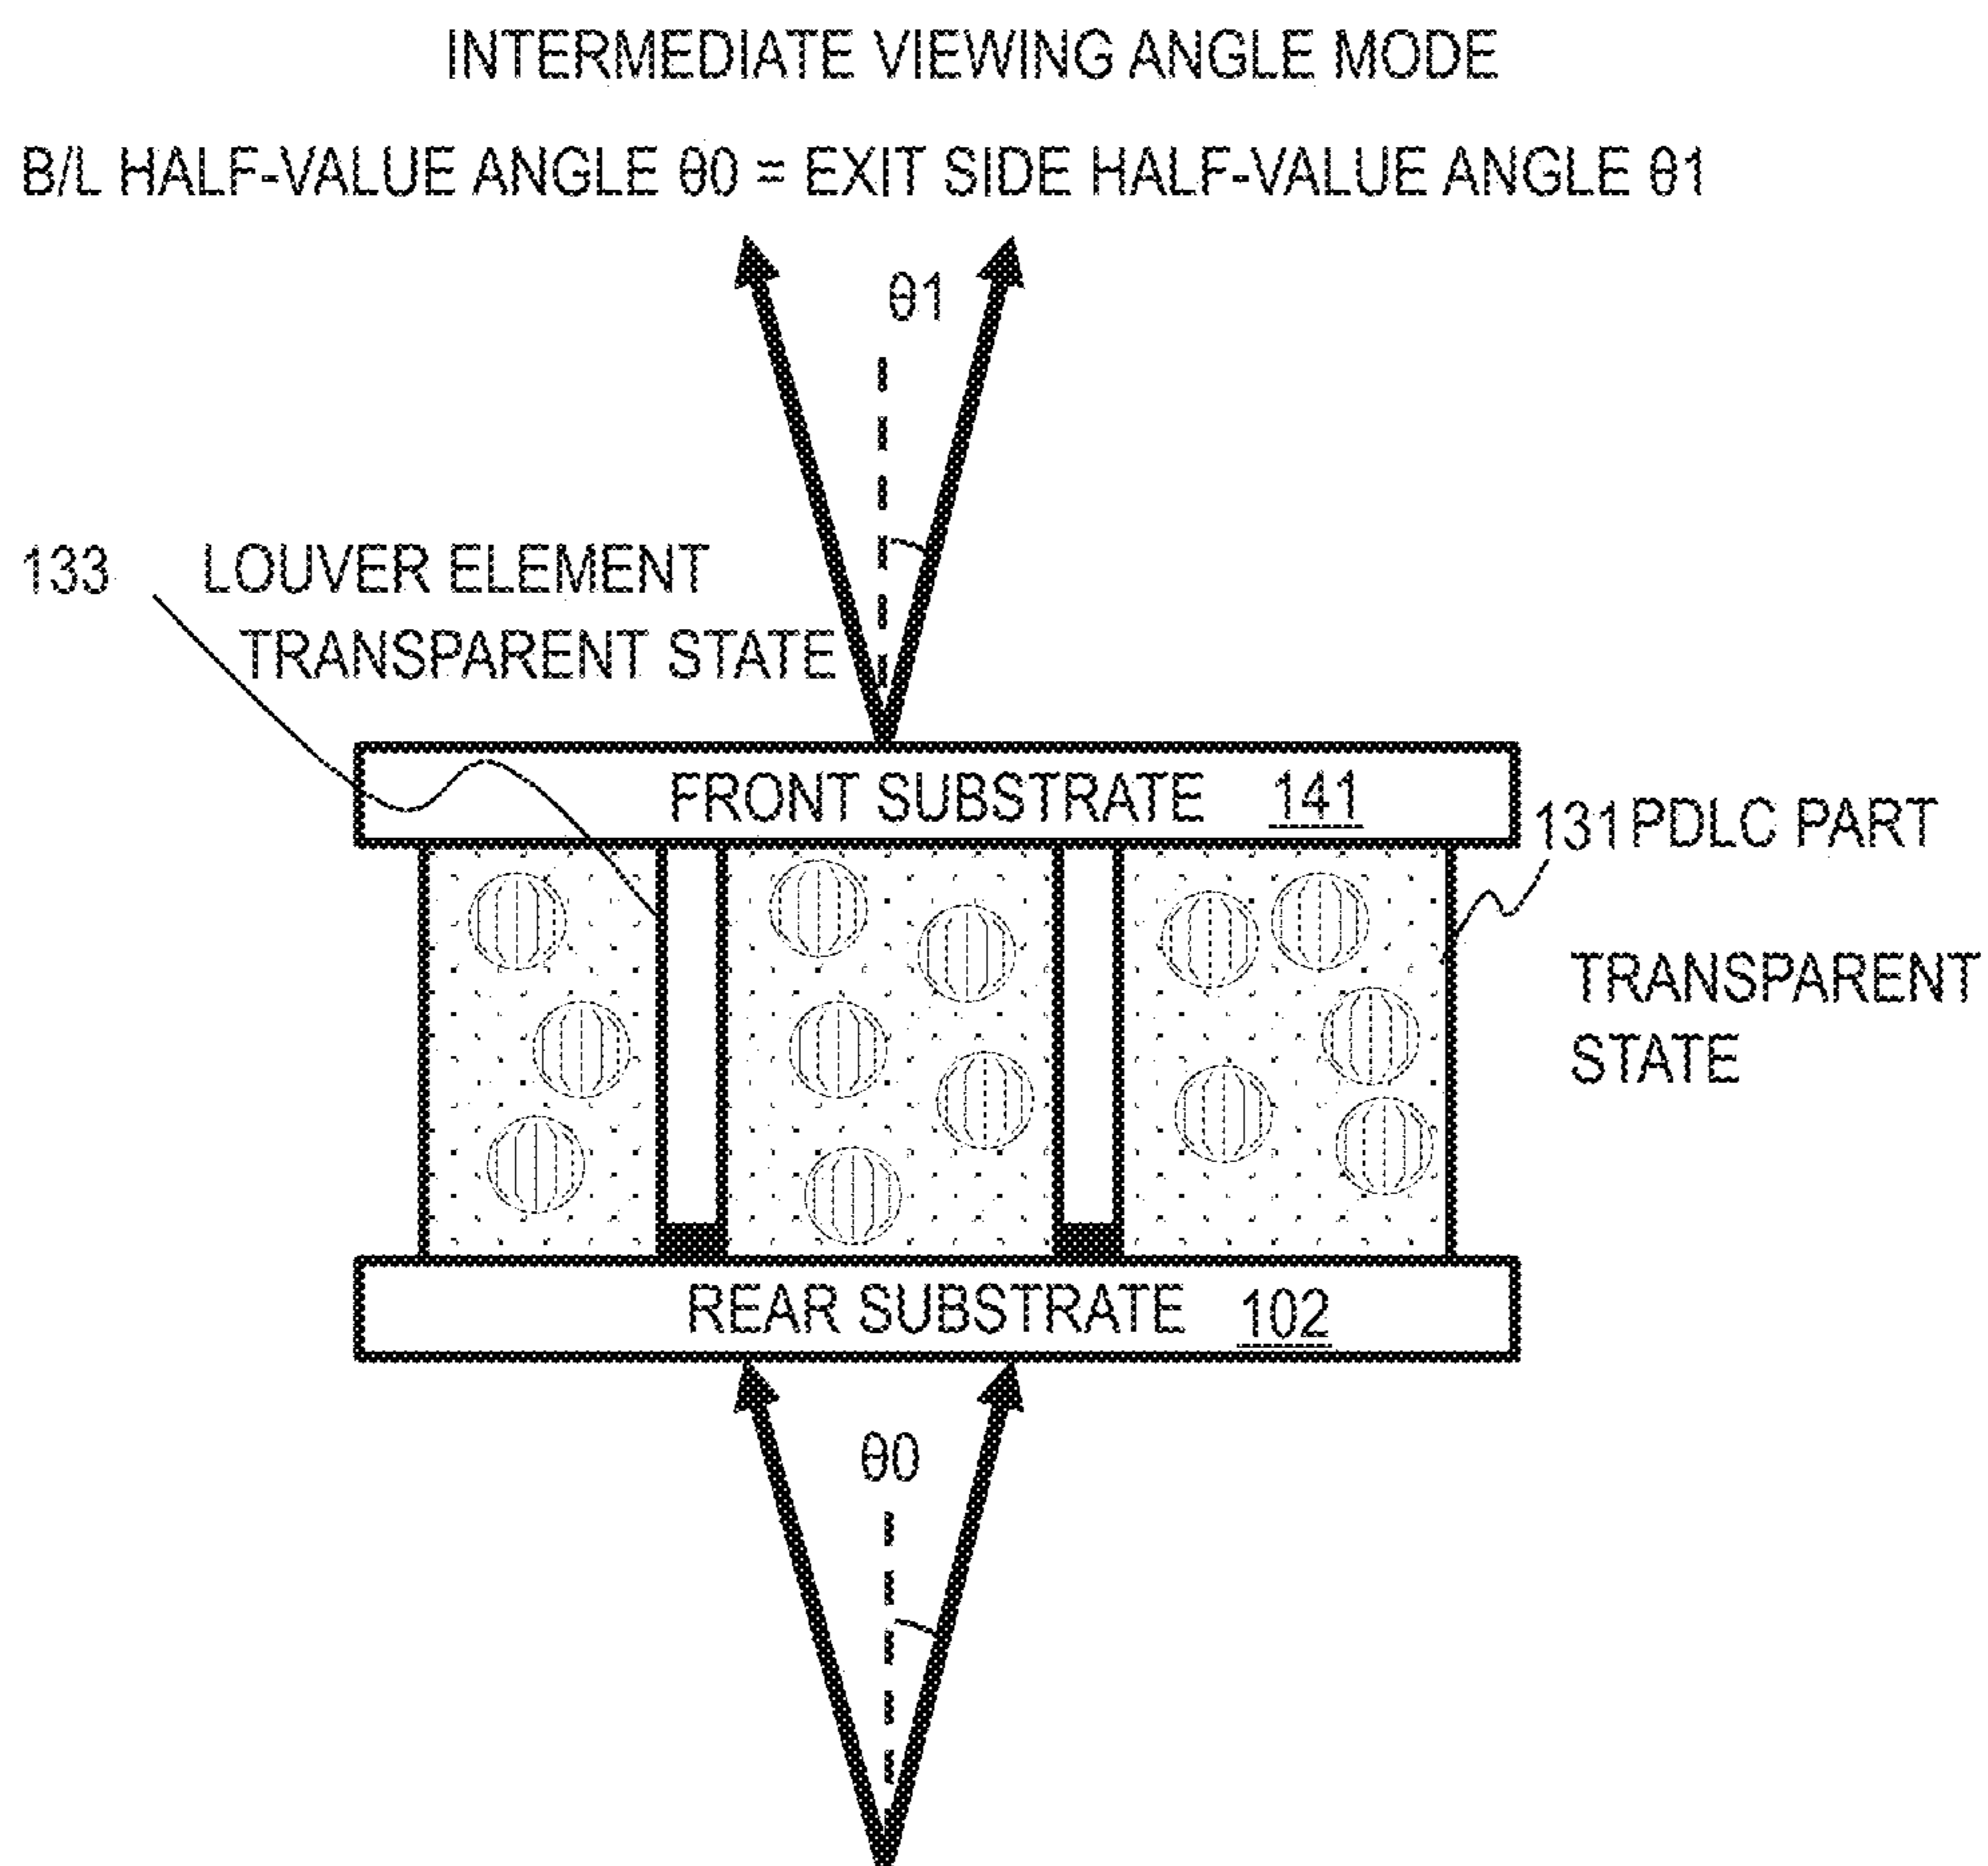 INTERMEDIATE VIEWING ANGLE MODE
B/L HALF-VALUE ANGLE θ0 = EXIT SIDE HALF-VALUE ANGLE θ1
θ1
133 LOUVER ELEMENT
TRANSPARENT STATE
FRONT SUBSTRATE 141
131 PDLC PART
TRANSPARENT
STATE
REAR SUBSTRATE 102
θ0